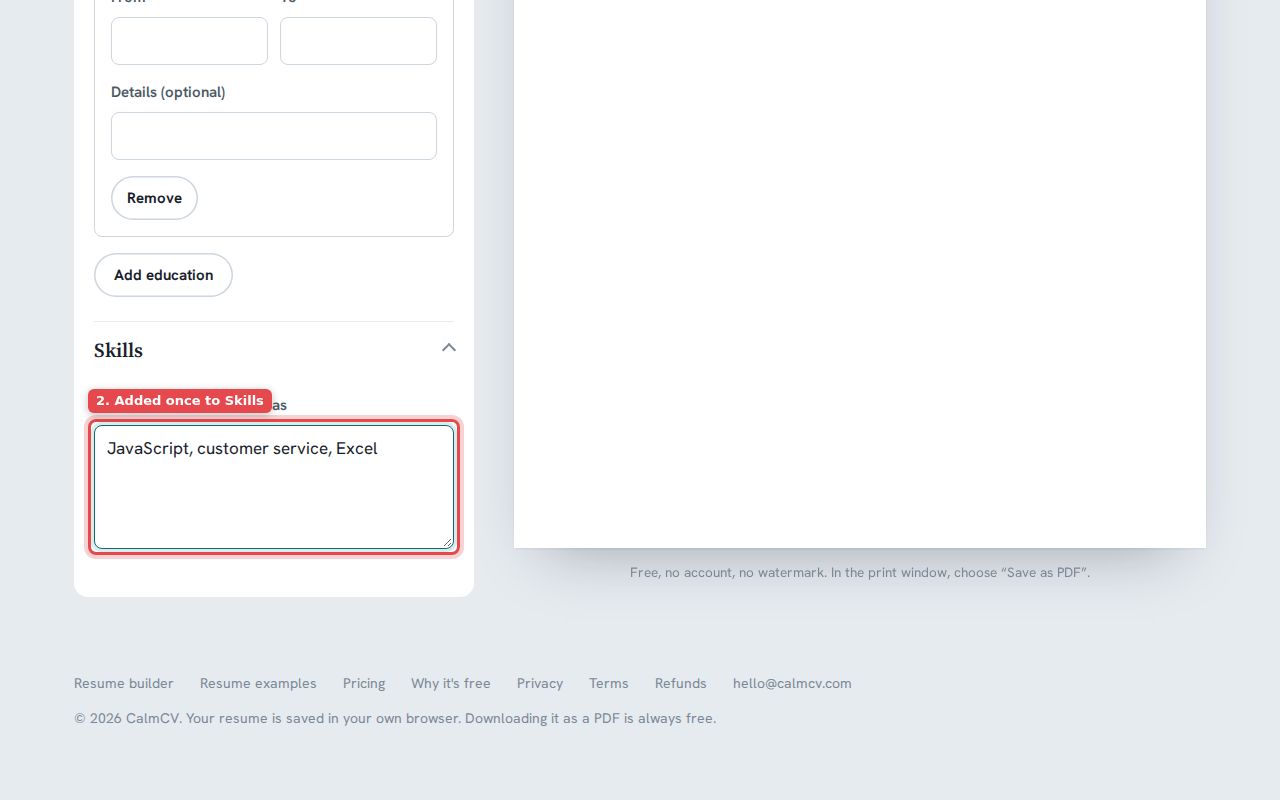 Details (optional)
Remove
Add education
Skills
2. Added once to Skills
as
JavaScript, customer service, Excel
Free, no account, no watermark. In the print window, choose “Save as PDF”.
Resume builder Resume examples Pricing Why it's free Privacy Terms Refunds hello@calmcv.com
© 2026 CalmCV. Your resume is saved in your own browser. Downloading it as a PDF is always free.